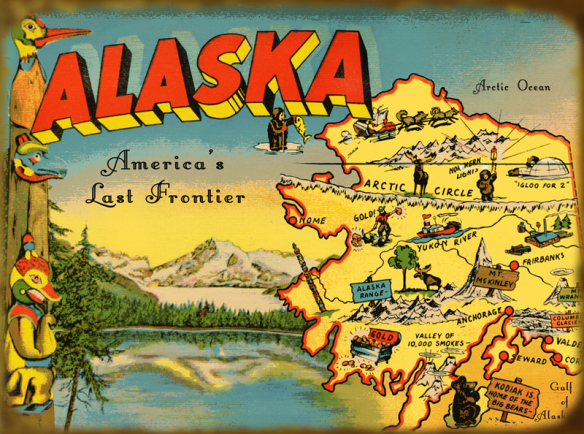 ALASKA
America's
Last Frontier
Arctic Ocean
NORTHERN
LIGHTS
"IGLOO FOR 2"
ARCTIC CIRCLE
NOME
GOLD!
YUKON RIVER
FAIRBANKS
MT.
McKINLEY
ALASKA
RANGE
ANCHORAGE
GOLD
VALLEY OF
10,000 SMOKES
SEWARD
KODIAK IS.
HOME OF THE
BIG BEARS
Gulf